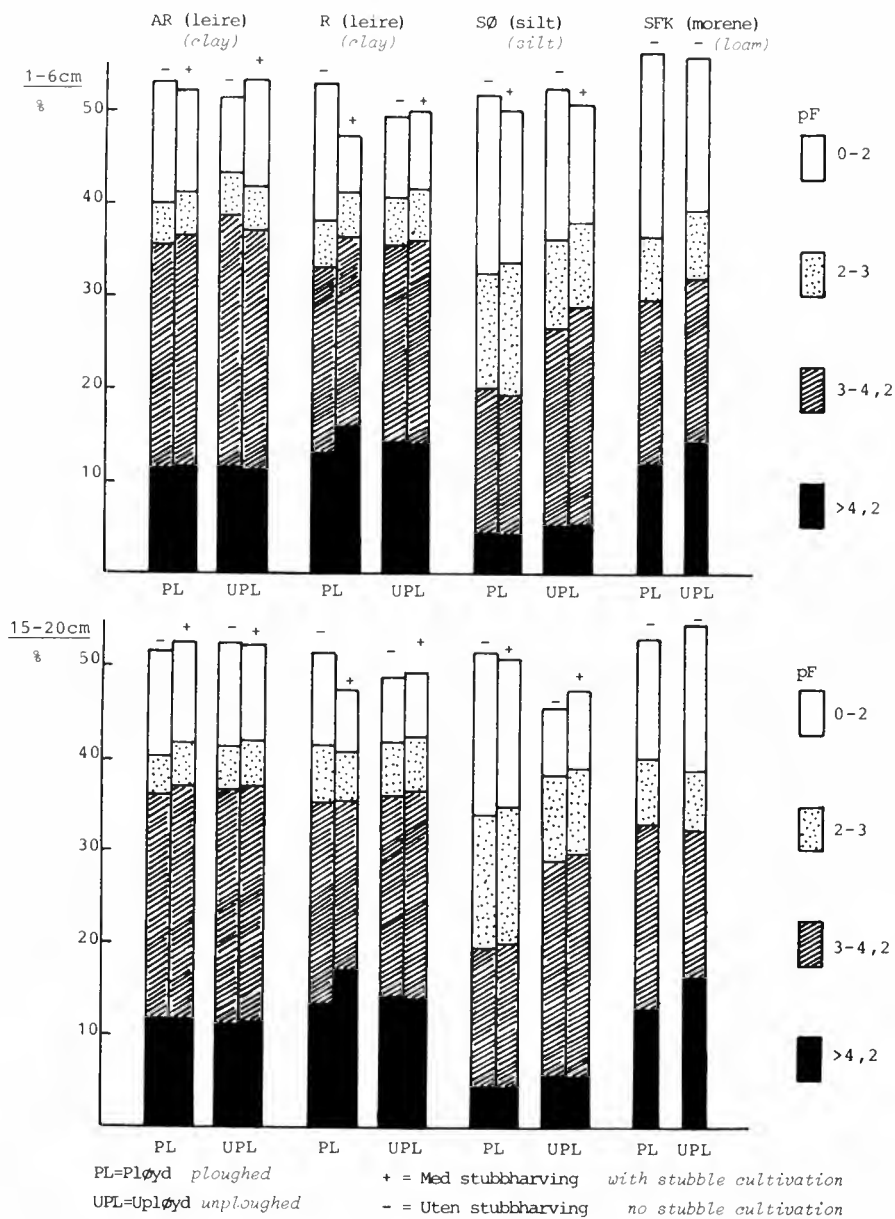 AR (leire) R (leire) SØ (silt) SFK (morene)
(clay) (clay) (silt) (loam)
1-6cm
%
- + - + - + - + - + - + - -
50
40
30
20
10
pF
0-2
2-3
3-4,2
>4,2
PL UPL PL UPL PL UPL PL UPL
15-20cm
%
- + - + - + - + - + - + - -
50
40
30
20
10
pF
0-2
2-3
3-4,2
>4,2
PL UPL PL UPL PL UPL PL UPL
PL=Pløyd ploughed + = Med stubbharving with stubble cultivation
UPL=Upløyd unploughed - = Uten stubbharving no stubble cultivation